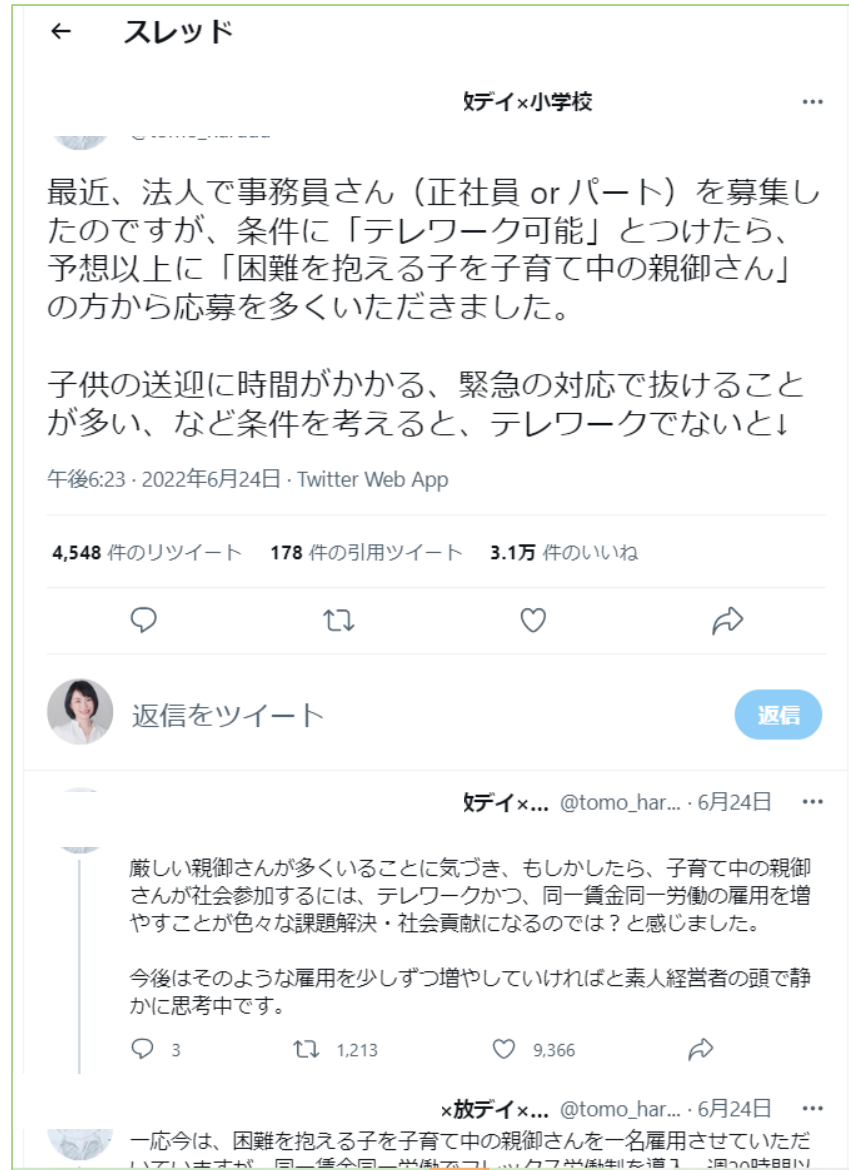 ← スレッド
デイ×小学校 …
最近、法人で事務員さん（正社員 or パート）を募集し
たのですが、条件に「テレワーク可能」とつけたら、
予想以上に「困難を抱える子を子育て中の親御さん」
の方から応募を多くいただきました。
子供の送迎に時間がかかる、緊急の対応で抜けること
が多い、など条件を考えると、テレワークでないと↓
午後6:23 · 2022年6月24日 · Twitter Web App
4,548 件のリツイート 178 件の引用ツイート 3.1万 件のいいね
返信をツイート 返信
デイ×... @tomo_har... · 6月24日 …
厳しい親御さんが多くいることに気づき、もしかしたら、子育て中の親御
さんが社会参加するには、テレワークかつ、同一賃金同一労働の雇用を増
やすことが色々な課題解決・社会貢献になるのでは？と感じました。
今後はそのような雇用を少しずつ増やしていければと素人経営者の頭で静
かに思考中です。
3 1,213 9,366
×放デイ×... @tomo_har... · 6月24日 …
一応今は、困難を抱える子を子育て中の親御さんを一名雇用させていただ